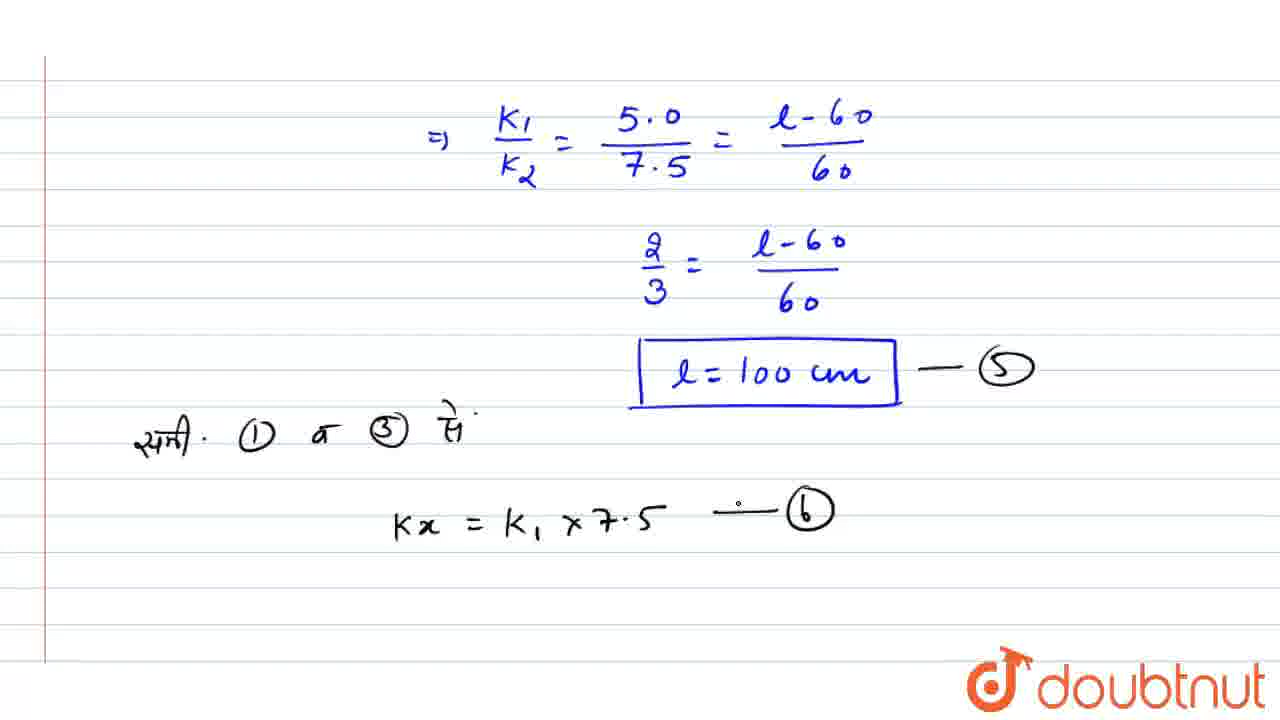 ⇒ K1/K2 = 5.0/7.5 = l-60/60
2/3 = l-60/60
l = 100 cm — ⑤
समी. ① व ③ से
Kx = K1 x 7.5 — ⑥
doubtnut